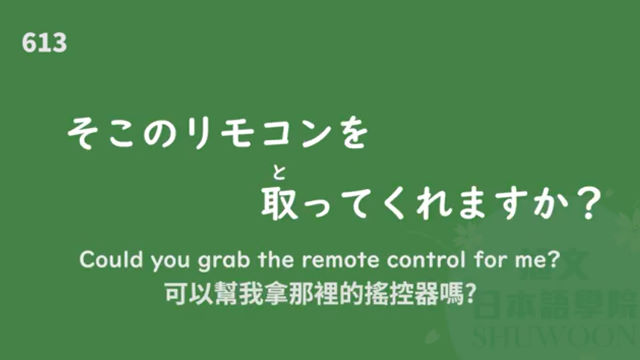 613
そこのリモコンを
と
取ってくれますか？
Could you grab the remote control for me?
可以幫我拿那裡的搖控器嗎?
日本語學院
SHUWOON